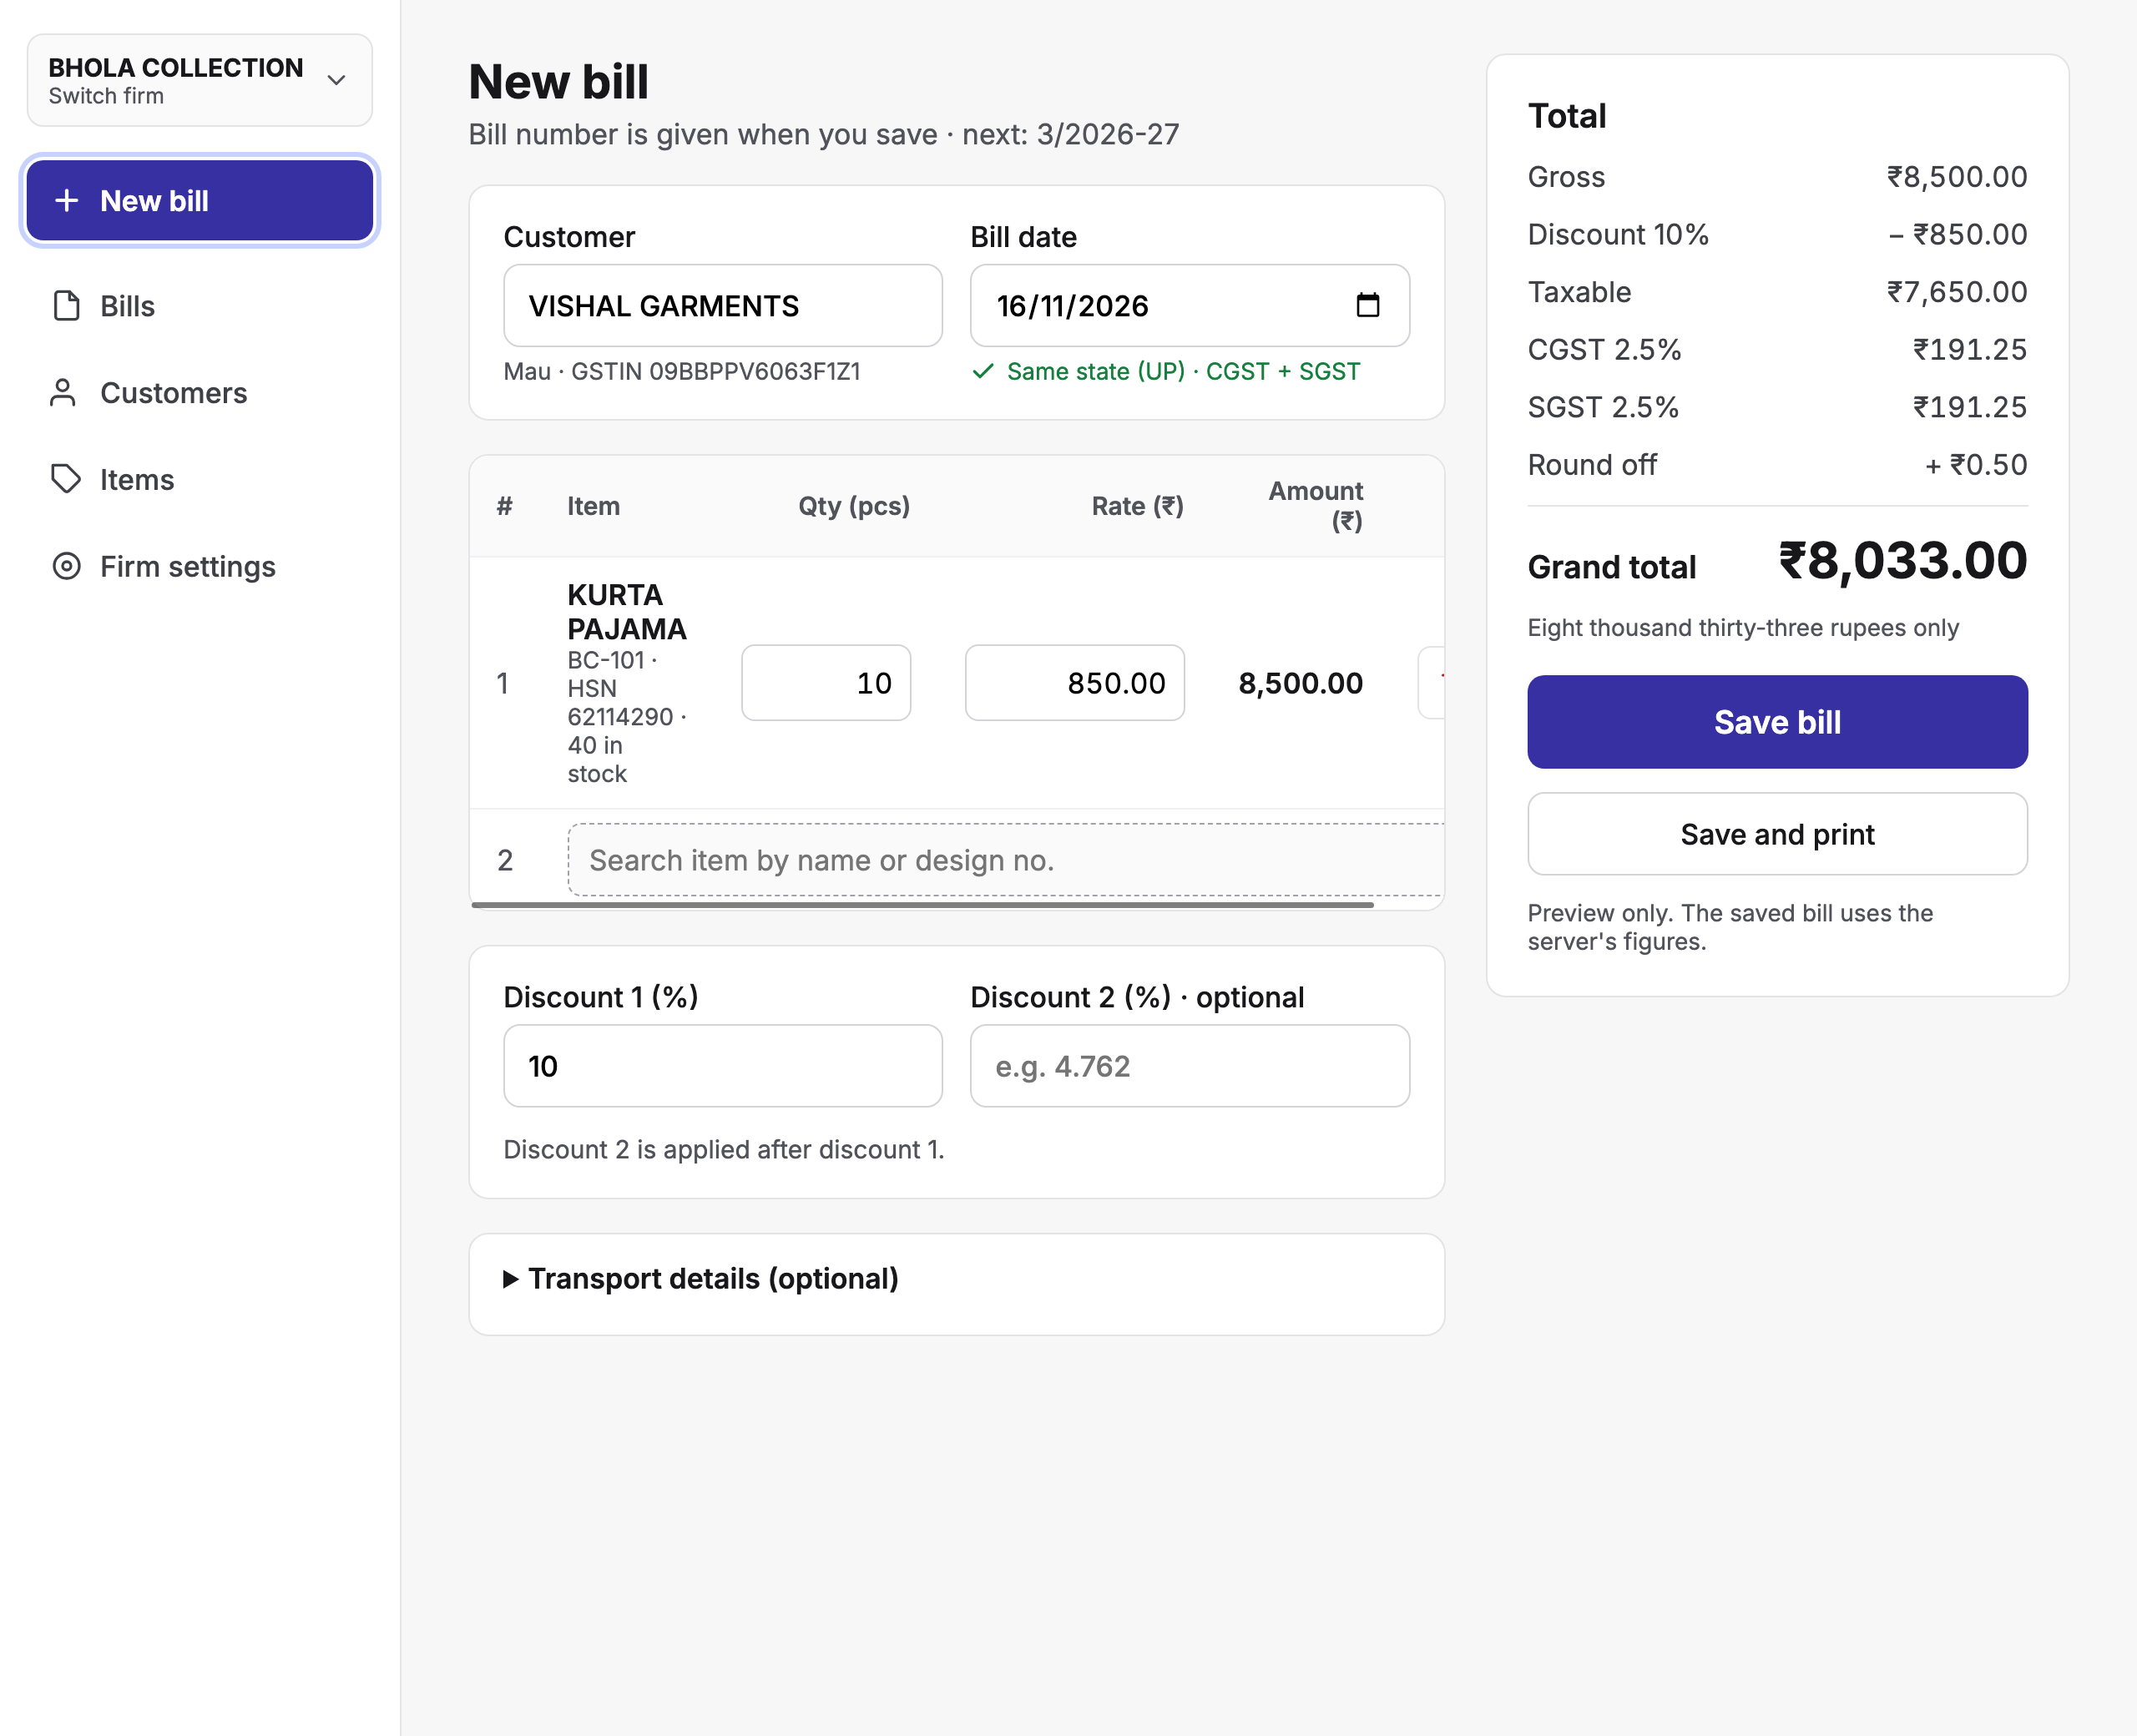 BHOLA COLLECTION
Switch firm
New bill
Bills
Customers
Items
Firm settings
New bill
Bill number is given when you save · next: 3/2026-27
Customer
VISHAL GARMENTS
Mau · GSTIN 09BBPPV6063F1Z1
Bill date
16/11/2026
Same state (UP) · CGST + SGST
# Item Qty (pcs) Rate (₹) Amount
(₹)
1
KURTA
PAJAMA
BC-101 ·
HSN
62114290 ·
40 in
stock
10 850.00 8,500.00
2 Search item by name or design no.
Discount 1 (%)
10
Discount 2 (%) · optional
e.g. 4.762
Discount 2 is applied after discount 1.
Transport details (optional)
Total
Gross ₹8,500.00
Discount 10% − ₹850.00
Taxable ₹7,650.00
CGST 2.5% ₹191.25
SGST 2.5% ₹191.25
Round off + ₹0.50
Grand total ₹8,033.00
Eight thousand thirty-three rupees only
Save bill
Save and print
Preview only. The saved bill uses the
server's figures.